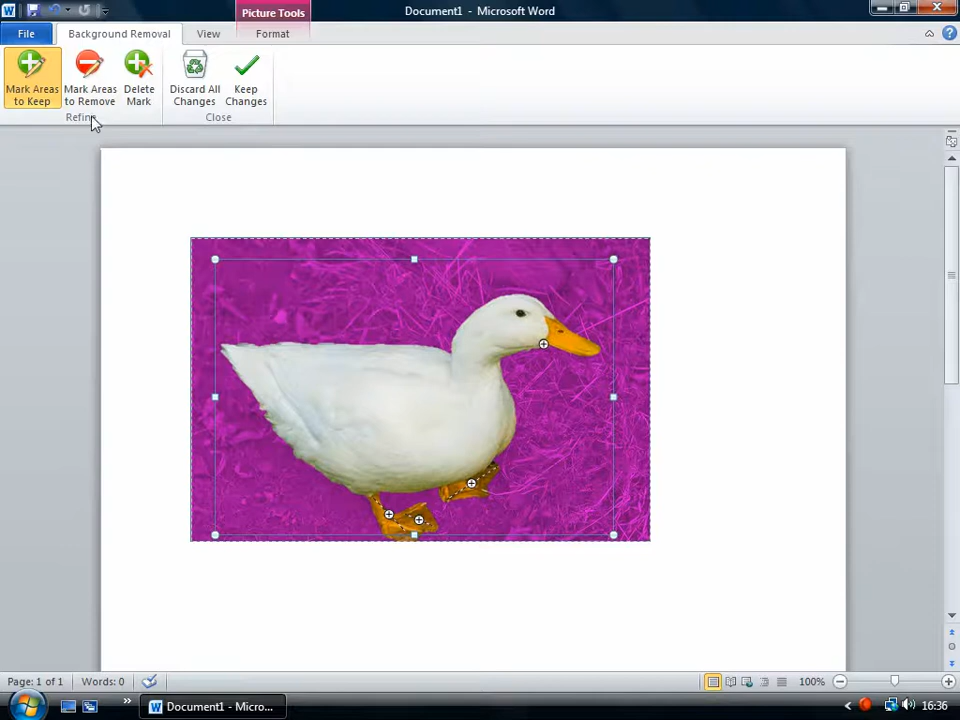 Picture Tools
Document1 - Microsoft Word
File
Background Removal
View
Format
Mark Areas to Keep
Mark Areas to Remove
Delete Mark
Discard All Changes
Keep Changes
Close
Page: 1 of 1
Words: 0
100%
Document1 - Micro...
16:36